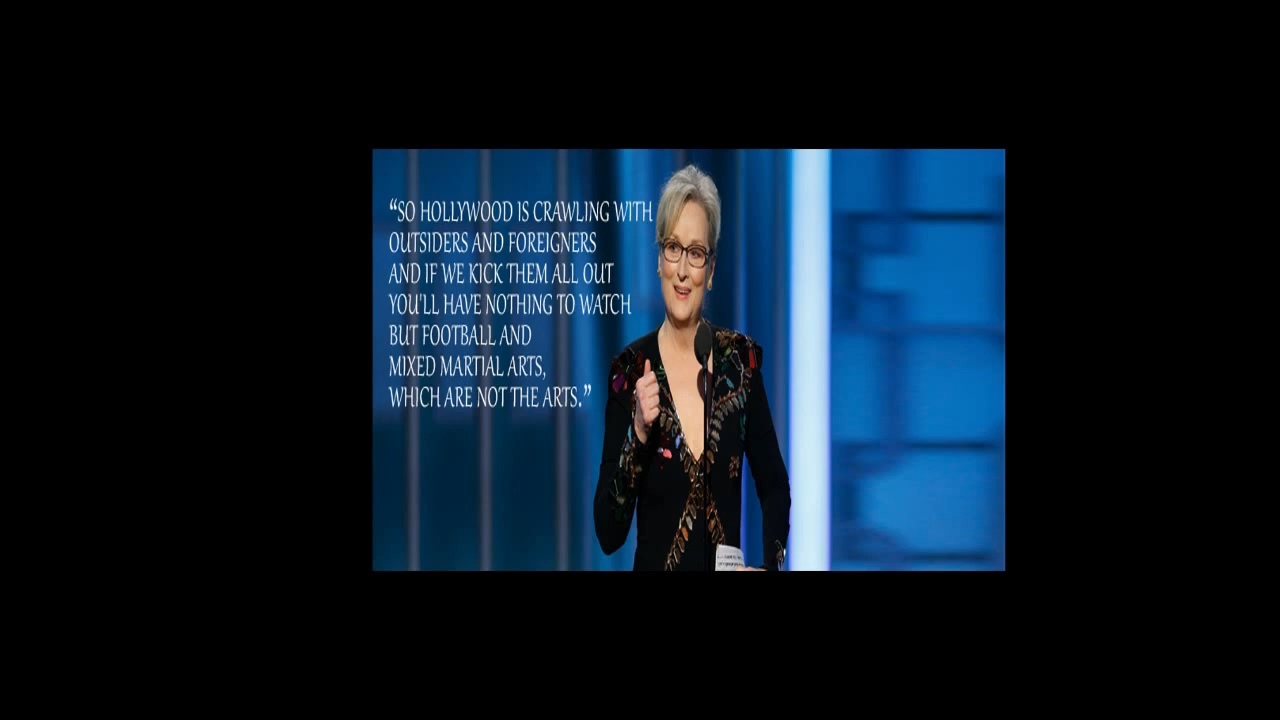 “SO HOLLYWOOD IS CRAWLING WITH
OUTSIDERS AND FOREIGNERS
AND IF WE KICK THEM ALL OUT
YOU'LL HAVE NOTHING TO WATCH
BUT FOOTBALL AND
MIXED MARTIAL ARTS,
WHICH ARE NOT THE ARTS.”